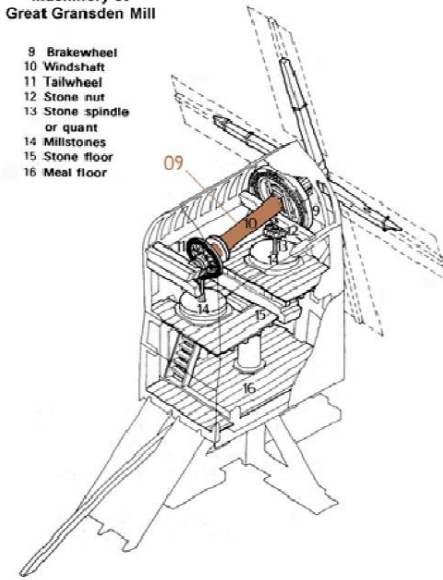 Great Gransden Mill
9 Brakewheel
10 Windshaft
11 Tailwheel
12 Stone nut
13 Stone spindle
or quant
14 Millstones
15 Stone floor
16 Meal floor
09
9
10
11
12
13
14
14
15
16